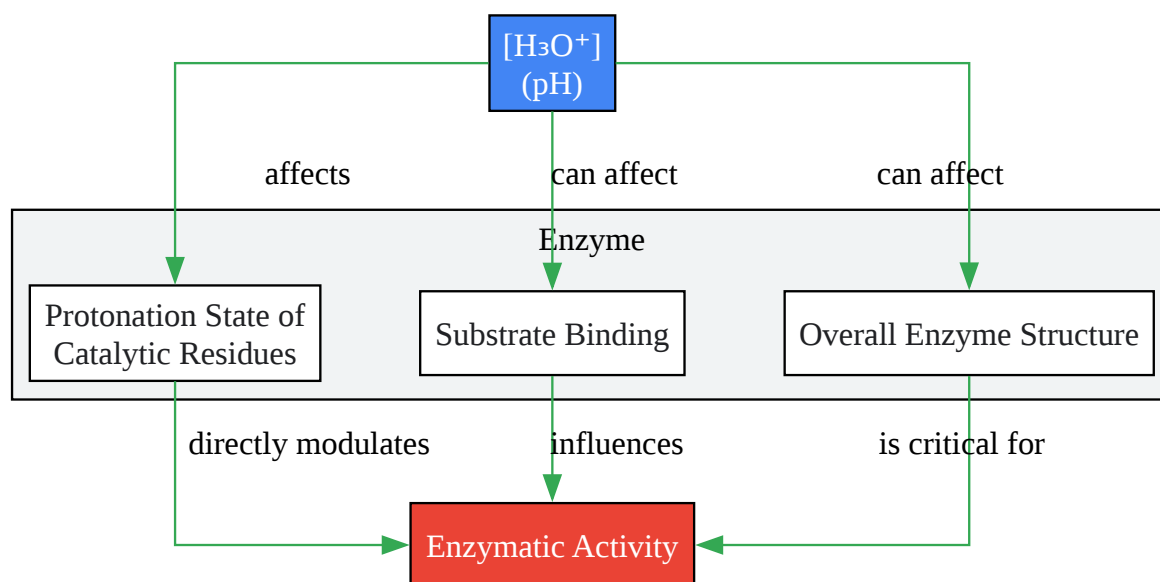 [H₃O⁺]
(pH)
affects
can affect
can affect
Enzyme
Protonation State of
Catalytic Residues
Substrate Binding
Overall Enzyme Structure
directly modulates
influences
is critical for
Enzymatic Activity